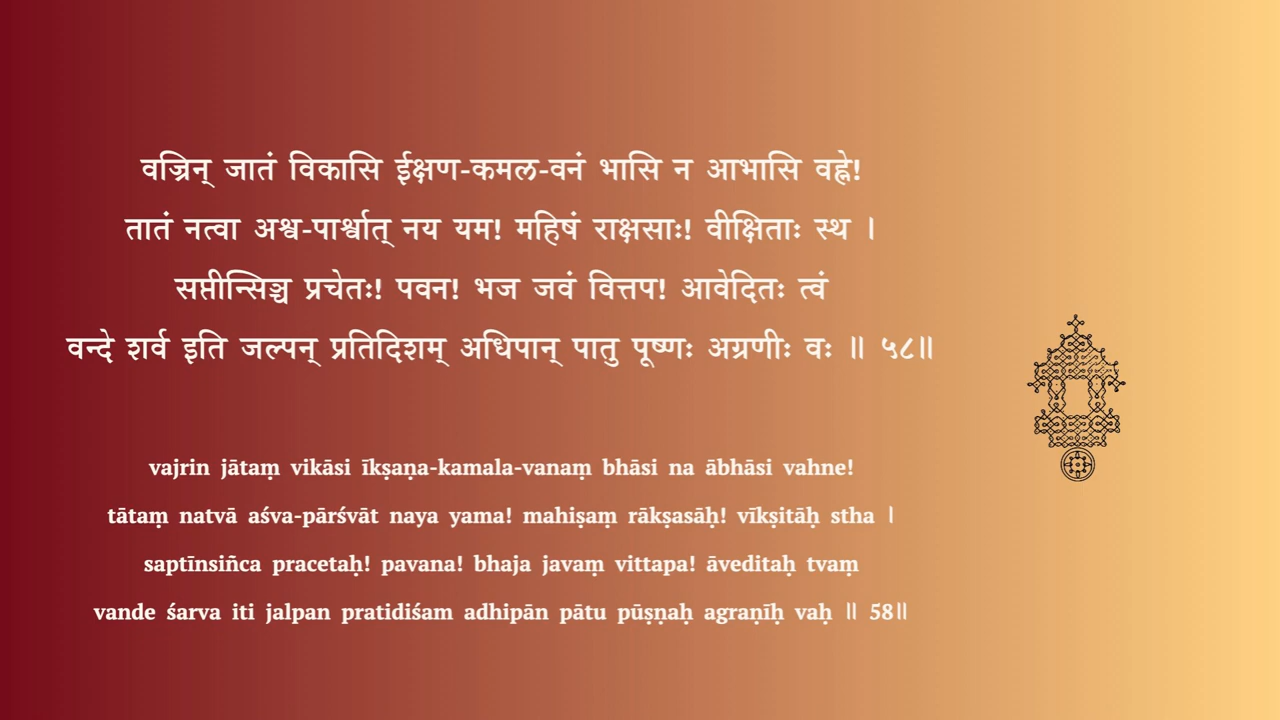 वज्रिन् जातं विकासि ईक्षण-कमल-वनं भासि न आभासि वह्ने!
तातं नत्वा अश्व-पार्श्वात् नय यम! महिषं राक्षसाः! वीक्षिताः स्थ ।
सप्तीन्सिञ्च प्रचेतः! पवन! भज जवं वित्तप! आवेदितः त्वं
वन्दे शर्व इति जल्पन् प्रतिदिशम् अधिपान् पातु पूष्णः अग्रणीः वः ॥ ५८॥
vajrin jātaṃ vikāsi īkṣaṇa-kamala-vanaṃ bhāsi na ābhāsi vahne!
tātaṃ natvā aśva-pārśvāt naya yama! mahiṣaṃ rākṣasāḥ! vīkṣitāḥ stha ।
saptīnsiñca pracetaḥ! pavana! bhaja javaṃ vittapa! āveditaḥ tvaṃ
vande śarva iti jalpan pratidiśam adhipān pātu pūṣṇaḥ agraṇīḥ vaḥ ॥ 58॥